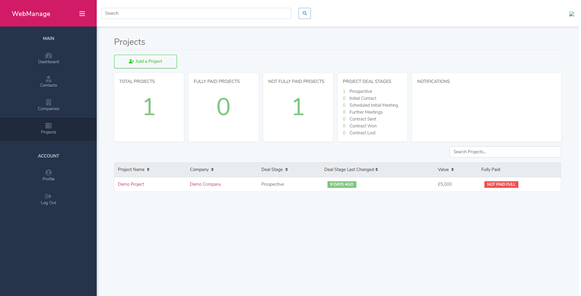 WebManage
Search
MAIN
Dashboard
Contacts
Companies
Projects
ACCOUNT
Profile
Log Out
Projects
Add a Project
TOTAL PROJECTS
1
FULLY PAID PROJECTS
0
NOT FULLY PAID PROJECTS
1
PROJECT DEAL STAGES
1 Prospective
0 Initial Contact
0 Scheduled Initial Meeting
0 Further Meetings
0 Contract Sent
0 Contract Won
0 Contract Lost
NOTIFICATIONS
Search Projects...
Project Name Company Deal Stage Deal Stage Last Changed Value Fully Paid
Demo Project Demo Company Prospective 8 DAYS AGO £5,000 NOT PAID FULL